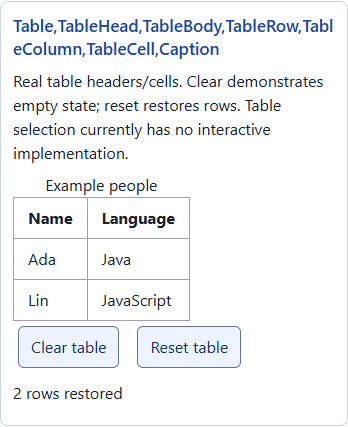 Table,TableHead,TableBody,TableRow,Tabl
eColumn,TableCell,Caption
Real table headers/cells. Clear demonstrates
empty state; reset restores rows. Table
selection currently has no interactive
implementation.
Example people
Name Language
Ada Java
Lin JavaScript
Clear table Reset table
2 rows restored